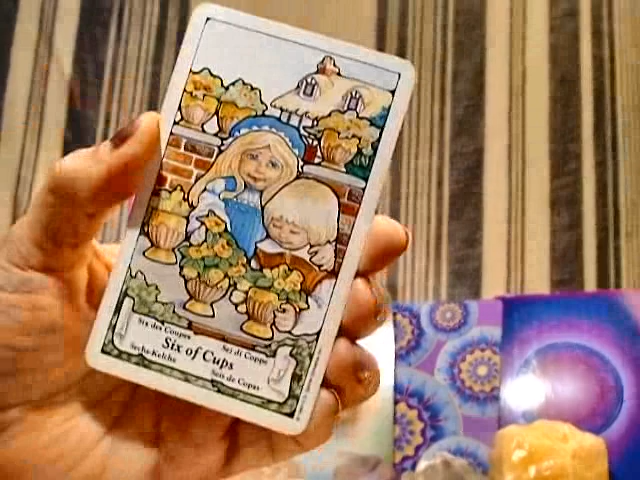 Six des Coupes
Sei di Coppe
Six of Cups
Sechs-Kelche
Seis de Copas